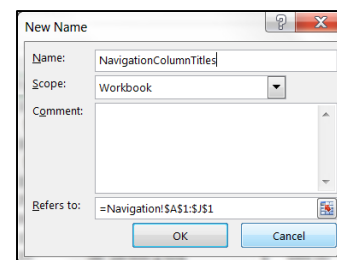 New Name
Name: NavigationColumnTitles
Scope: Workbook
Comment:
Refers to: =Navigation!$A$1:$J$1
OK Cancel